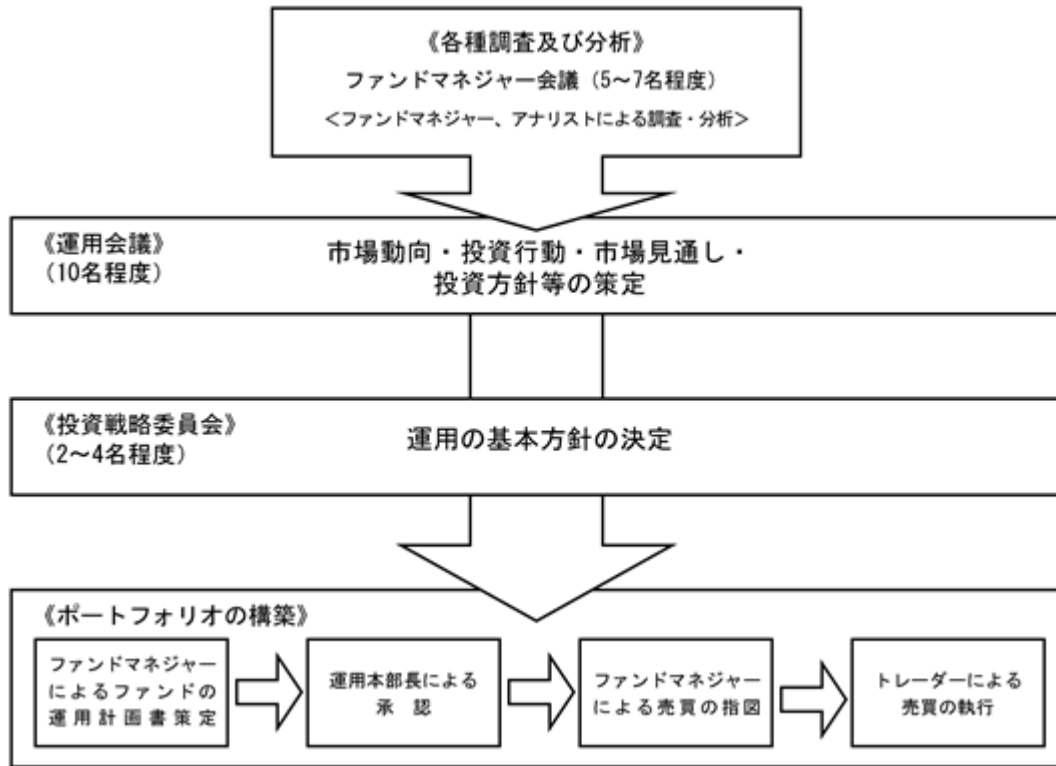 《各種調査及び分析》
ファンドマネジャー会議（5～7名程度）
＜ファンドマネジャー、アナリストによる調査・分析＞
《運用会議》
（10名程度）
市場動向・投資行動・市場見通し・
投資方針等の策定
《投資戦略委員会》
（2～4名程度）
運用の基本方針の決定
《ポートフォリオの構築》
ファンドマネジャー
によるファンドの
運用計画書策定
運用本部長による
承　認
ファンドマネジャー
による売買の指図
トレーダーによる
売買の執行